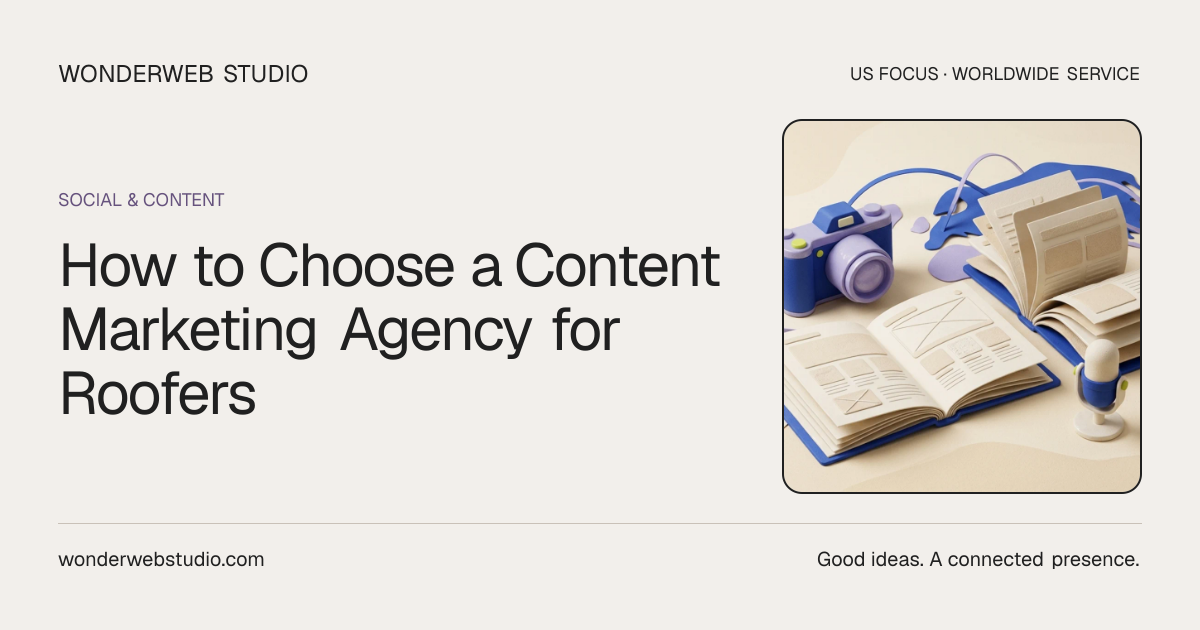 WONDERWEB STUDIO
US FOCUS · WORLDWIDE SERVICE
SOCIAL & CONTENT
How to Choose a Content
Marketing Agency for
Roofers
wonderwebstudio.com
Good ideas. A connected presence.